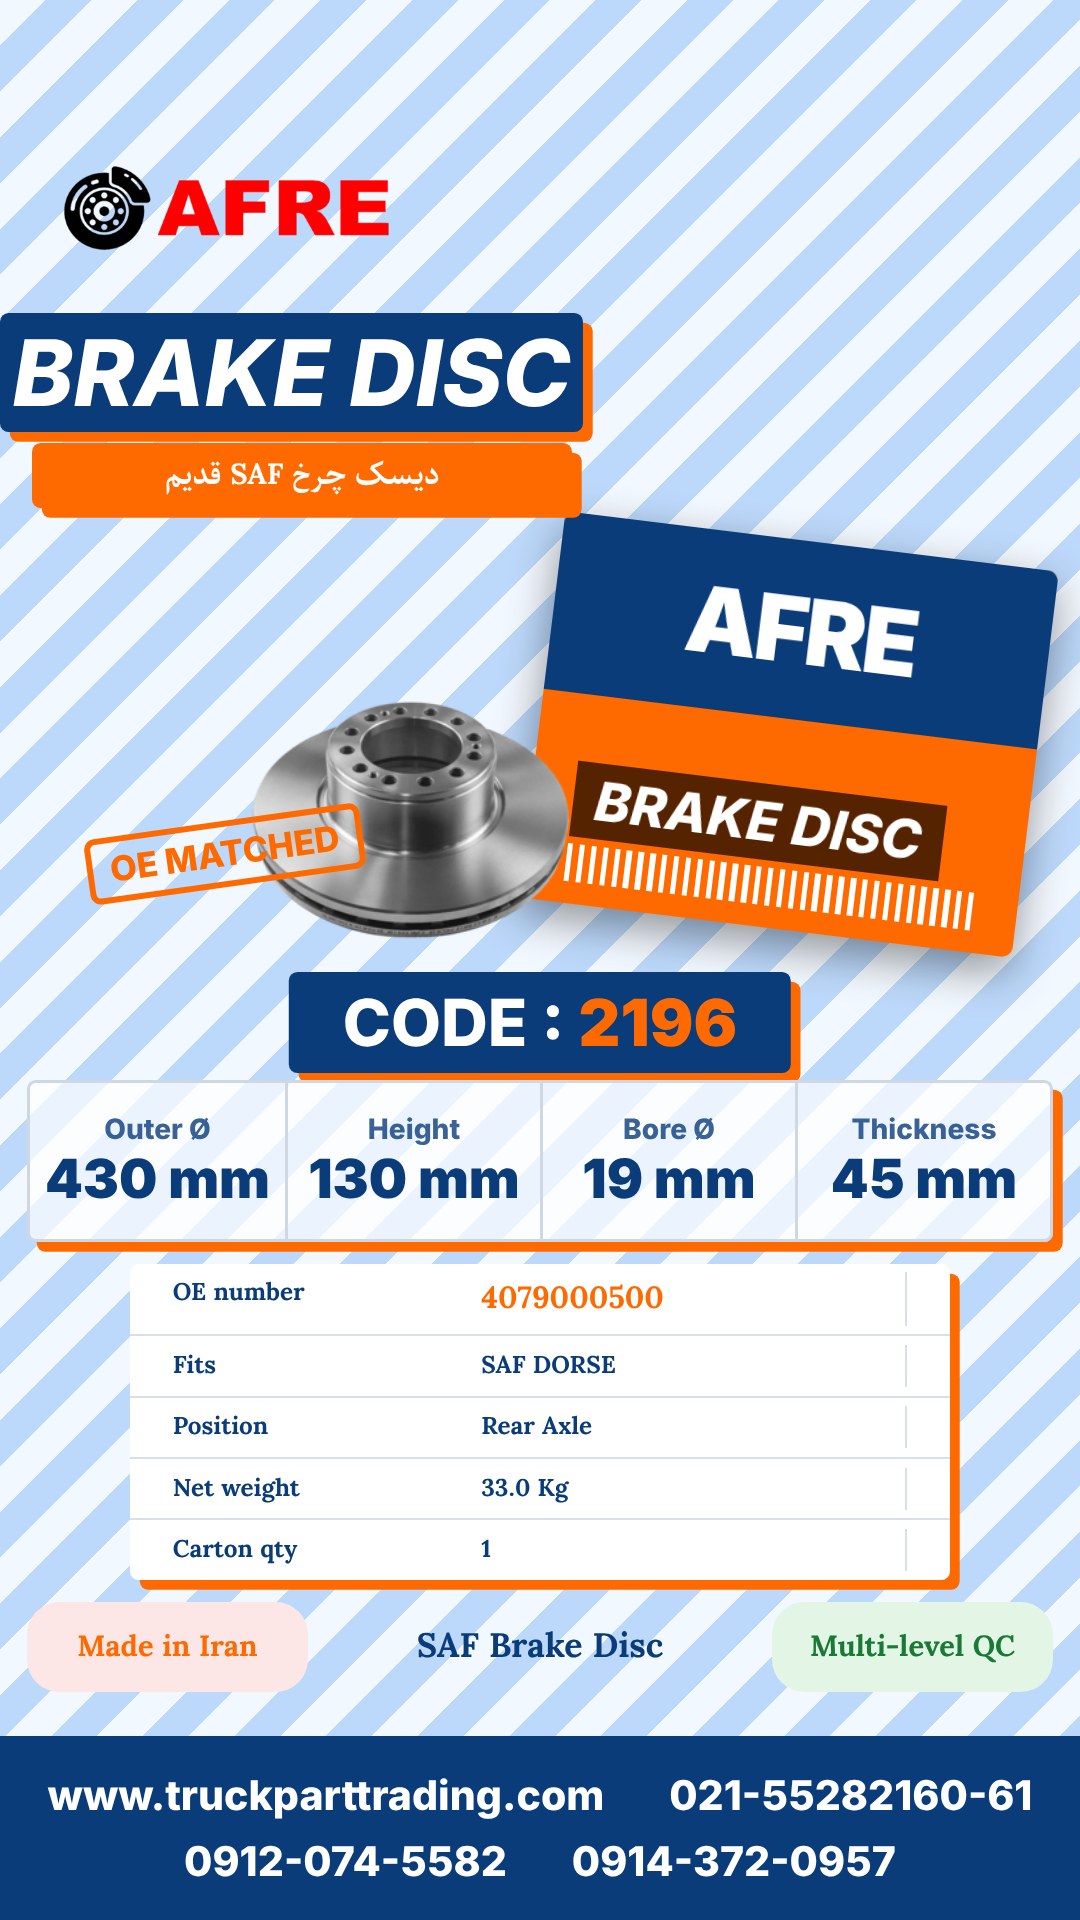 AFRE
BRAKE DISC
دیسک چرخ SAF قدیم
AFRE
BRAKE DISC
OE MATCHED
CODE : 2196
Outer Ø
430 mm
Height
130 mm
Bore Ø
19 mm
Thickness
45 mm
OE number 4079000500
Fits SAF DORSE
Position Rear Axle
Net weight 33.0 Kg
Carton qty 1
Made in Iran
SAF Brake Disc
Multi-level QC
www.truckparttrading.com 021-55282160-61
0912-074-5582 0914-372-0957